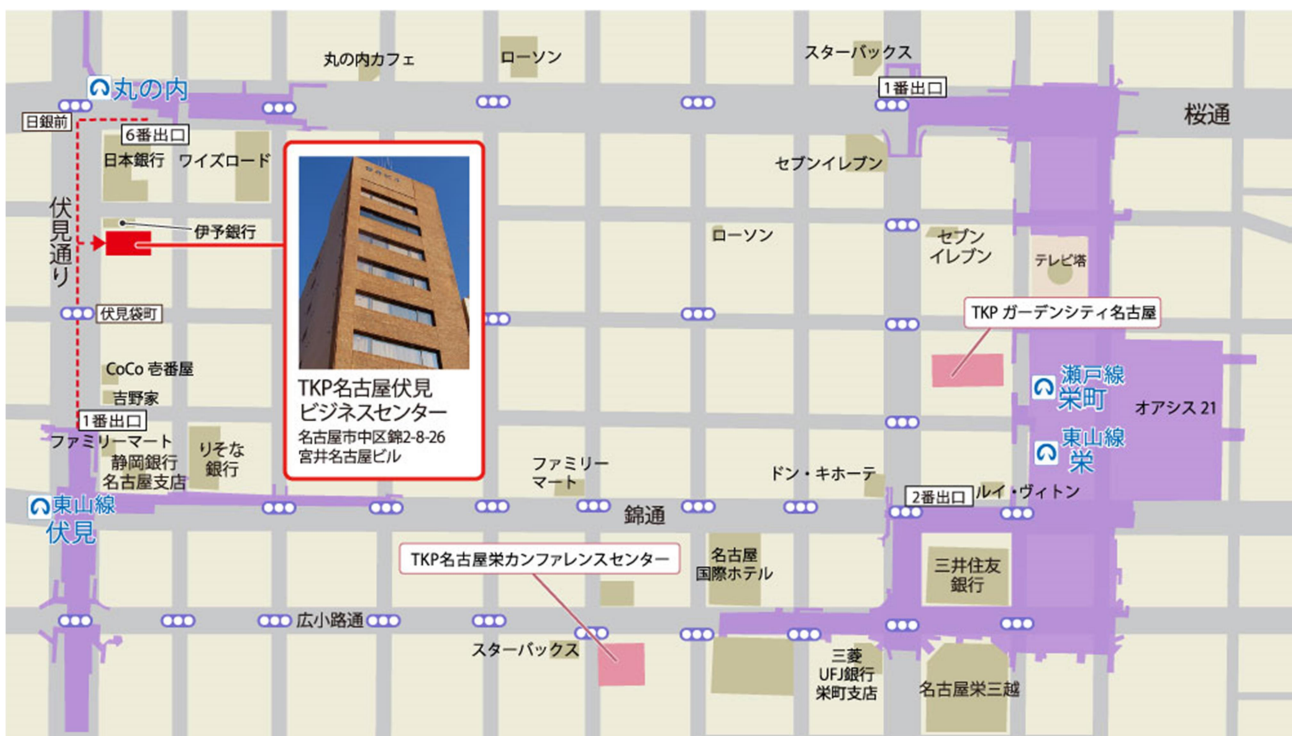 丸の内カフェ
ローソン
スターバックス
丸の内
1番出口
日銀前
桜通
6番出口
日本銀行
ワイズロード
セブンイレブン
伏見通り
伊予銀行
ローソン
セブン
イレブン
テレビ塔
伏見袋町
TKP ガーデンシティ名古屋
CoCo 壱番屋
吉野家
TKP名古屋伏見
ビジネスセンター
名古屋市中区錦2-8-26
宮井名古屋ビル
瀬戸線
栄町
オアシス 21
1番出口
ファミリーマート
静岡銀行
名古屋支店
りそな
銀行
東山線
栄
ファミリー
マート
ドン・キホーテ
2番出口
ルイ・ヴィトン
東山線
伏見
錦通
TKP名古屋栄カンファレンスセンター
名古屋
国際ホテル
三井住友
銀行
広小路通
スターバックス
三菱
UFJ銀行
栄町支店
名古屋栄三越